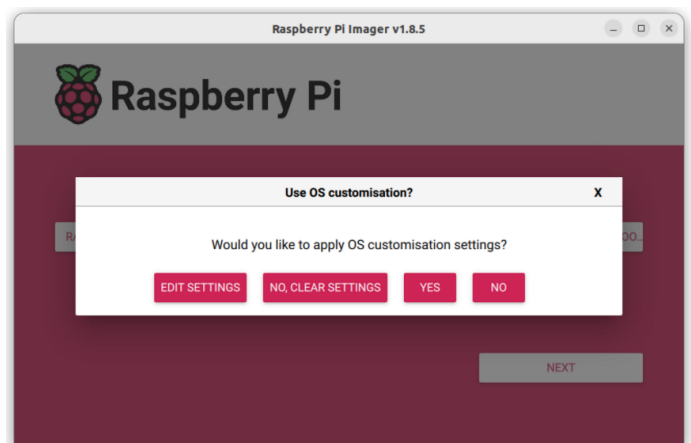 Raspberry Pi Imager v1.8.5
Raspberry Pi
Use OS customisation?
X
Would you like to apply OS customisation settings?
EDIT SETTINGS
NO, CLEAR SETTINGS
YES
NO
NEXT